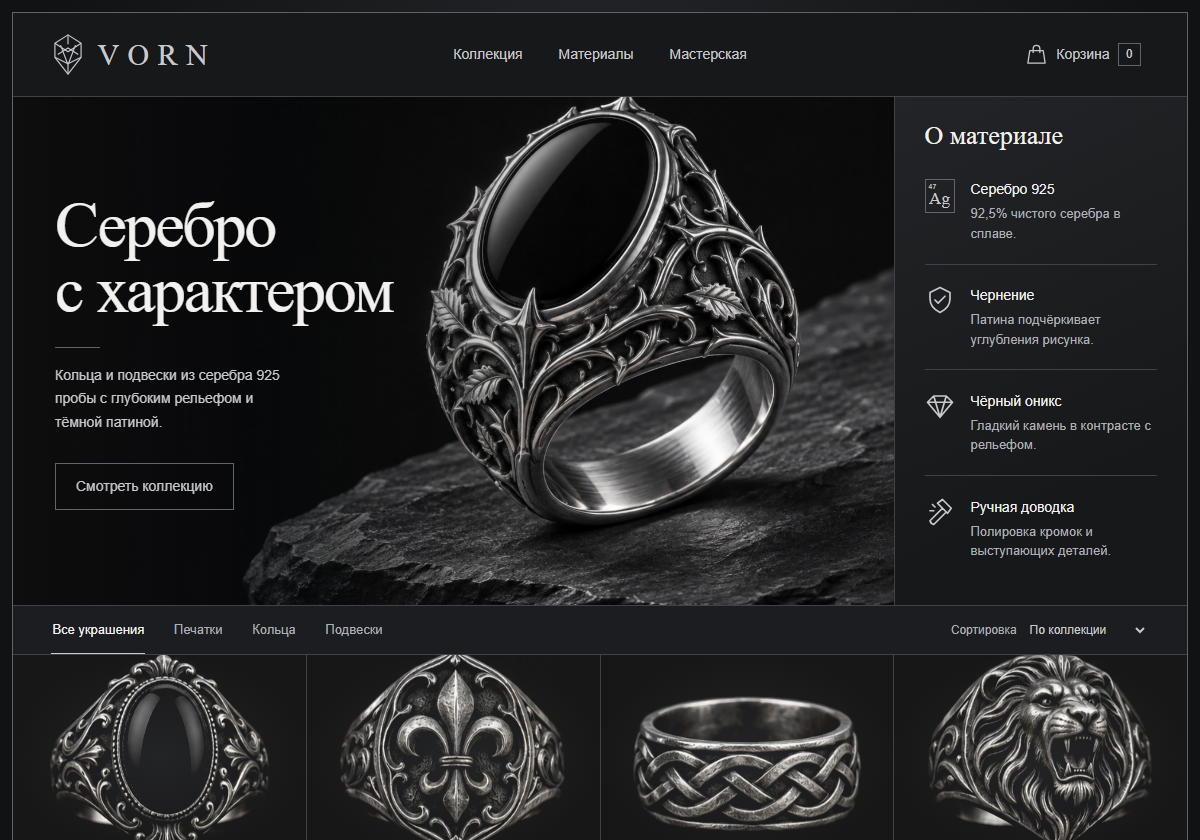 VORN
Коллекция
Материалы
Мастерская
Корзина 0
Серебро
с характером
Кольца и подвески из серебра 925
пробы с глубоким рельефом и
тёмной патиной.
Смотреть коллекцию
О материале
47
Ag
Серебро 925
92,5% чистого серебра в
сплаве.
Чернение
Патина подчёркивает
углубления рисунка.
Чёрный оникс
Гладкий камень в контрасте с
рельефом.
Ручная доводка
Полировка кромок и
выступающих деталей.
Все украшения
Печатки
Кольца
Подвески
Сортировка По коллекции